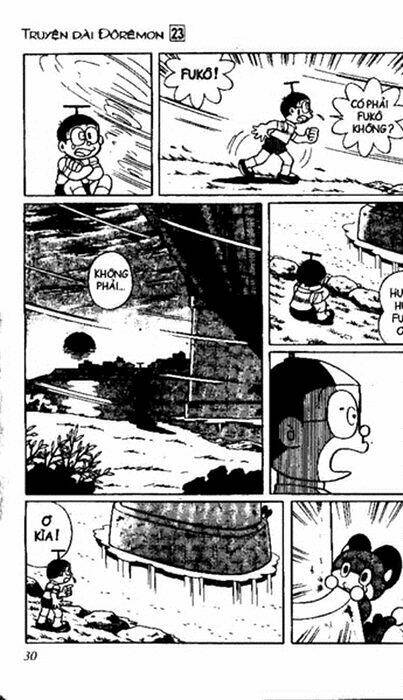 TRUYỆN DÀI ĐÔRÊMON 23
FUKÔ!
CÓ PHẢI
FUKÔ
KHÔNG?
KHÔNG
PHẢI...
Ơ
KÌA!
30